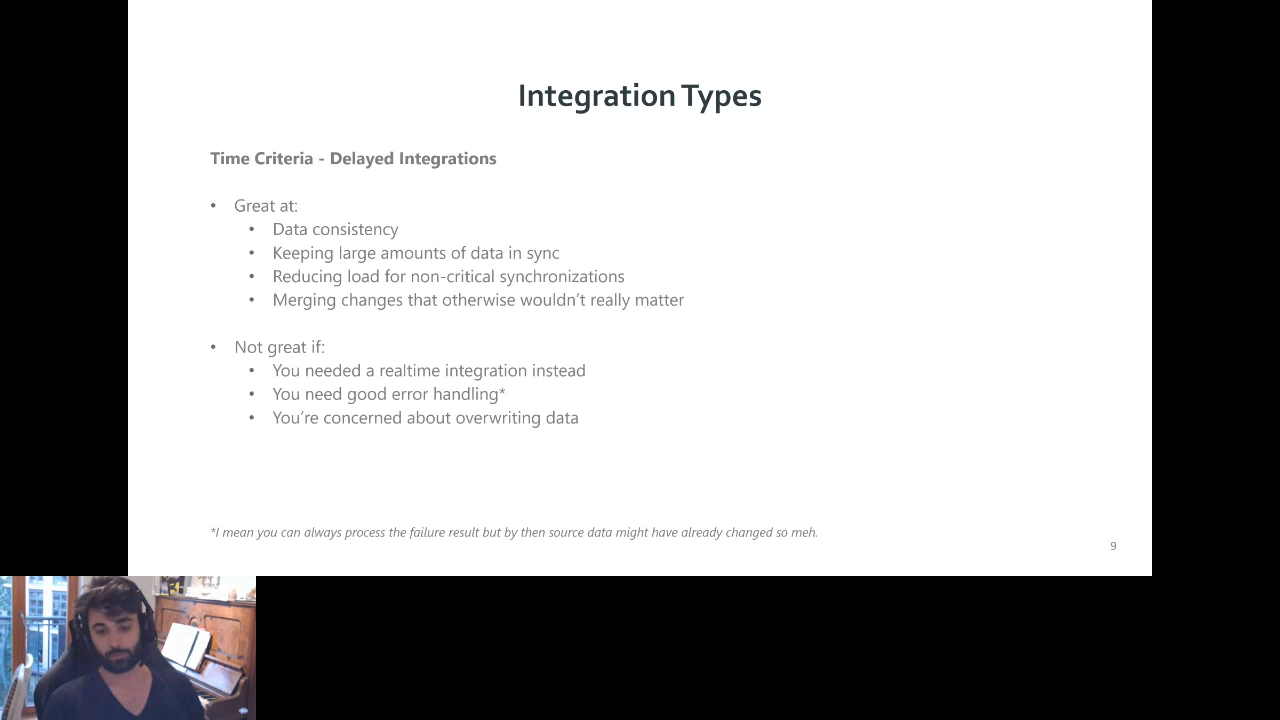 Integration Types
Time Criteria - Delayed Integrations
• Great at:
• Data consistency
• Keeping large amounts of data in sync
• Reducing load for non-critical synchronizations
• Merging changes that otherwise wouldn't really matter
• Not great if:
• You needed a realtime integration instead
• You need good error handling*
• You're concerned about overwriting data
*I mean you can always process the failure result but by then source data might have already changed so meh.
9